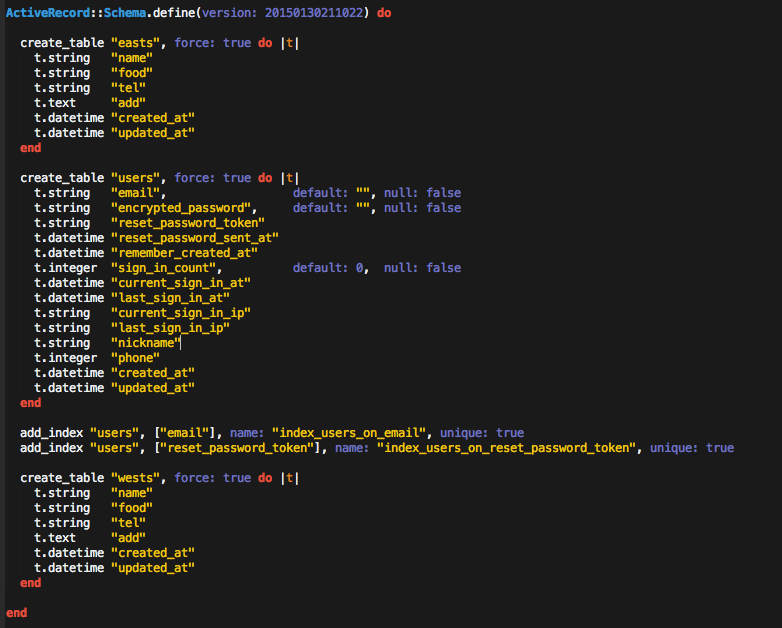 ActiveRecord::Schema.define(version: 20150130211022) do

  create_table "easts", force: true do |t|
    t.string   "name"
    t.string   "food"
    t.string   "tel"
    t.text     "add"
    t.datetime "created_at"
    t.datetime "updated_at"
  end

  create_table "users", force: true do |t|
    t.string   "email",                  default: "", null: false
    t.string   "encrypted_password",     default: "", null: false
    t.string   "reset_password_token"
    t.datetime "reset_password_sent_at"
    t.datetime "remember_created_at"
    t.integer  "sign_in_count",          default: 0,  null: false
    t.datetime "current_sign_in_at"
    t.datetime "last_sign_in_at"
    t.string   "current_sign_in_ip"
    t.string   "last_sign_in_ip"
    t.string   "nickname"
    t.integer  "phone"
    t.datetime "created_at"
    t.datetime "updated_at"
  end

  add_index "users", ["email"], name: "index_users_on_email", unique: true
  add_index "users", ["reset_password_token"], name: "index_users_on_reset_password_token", unique: true

  create_table "wests", force: true do |t|
    t.string   "name"
    t.string   "food"
    t.string   "tel"
    t.text     "add"
    t.datetime "created_at"
    t.datetime "updated_at"
  end

end